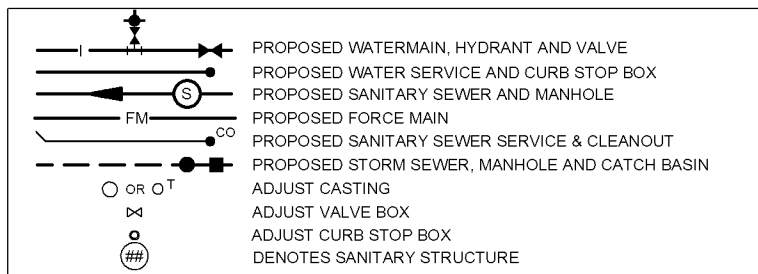 PROPOSED WATERMAIN, HYDRANT AND VALVE
PROPOSED WATER SERVICE AND CURB STOP BOX
S PROPOSED SANITARY SEWER AND MANHOLE
FM PROPOSED FORCE MAIN
CO PROPOSED SANITARY SEWER SERVICE & CLEANOUT
PROPOSED STORM SEWER, MANHOLE AND CATCH BASIN
OR T ADJUST CASTING
ADJUST VALVE BOX
ADJUST CURB STOP BOX
## DENOTES SANITARY STRUCTURE